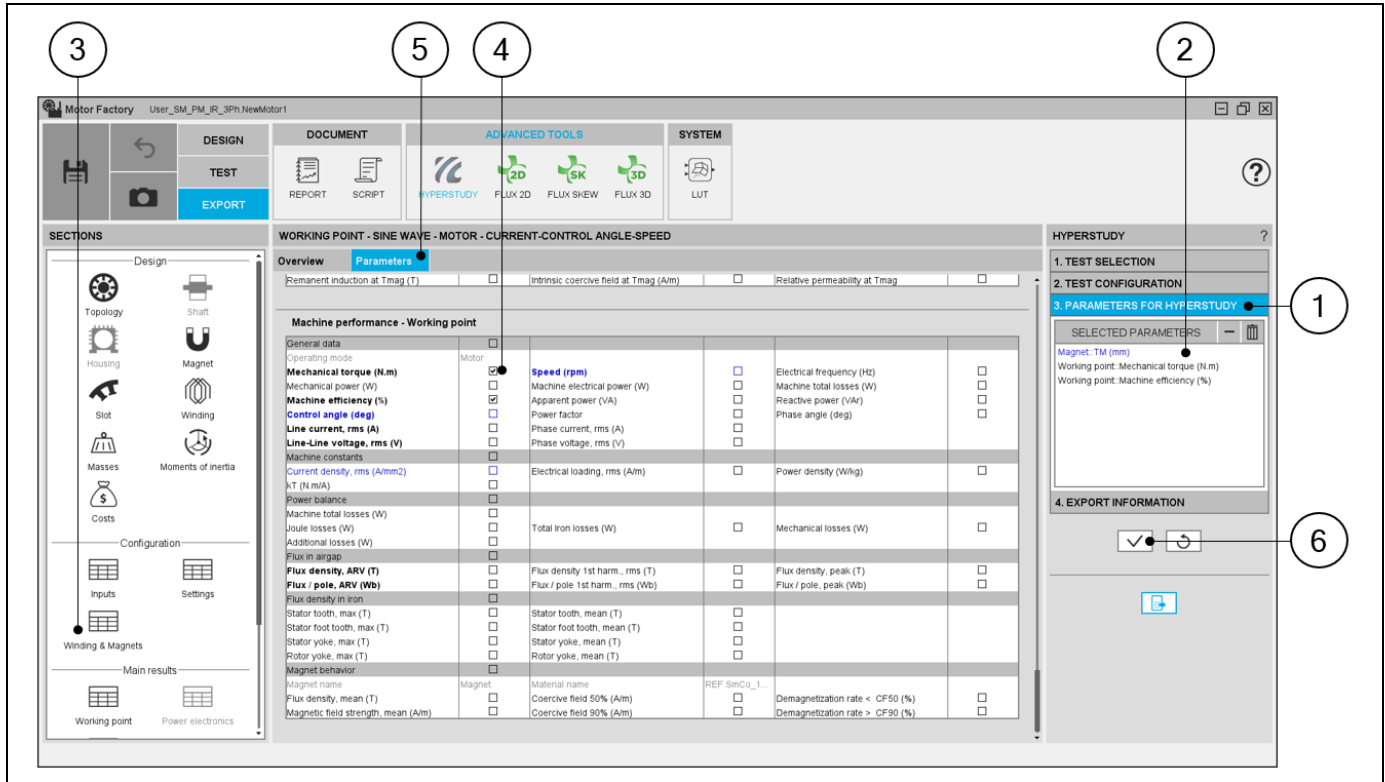 3
5
4
2
Motor Factory User_SM_PM_IR_3Ph.NewMotor1
DESIGN
TEST
EXPORT
DOCUMENT
REPORT SCRIPT
ADVANCED TOOLS
HYPERSTUDY FLUX 2D FLUX SKEW FLUX 3D
2D SK 3D
SYSTEM
LUT
?
SECTIONS
Design
Topology Shaft
Housing Magnet
Slot Winding
Masses Moments of inertia
$
Costs
Configuration
Inputs Settings
Winding & Magnets
Main results
Working point Power electronics
WORKING POINT - SINE WAVE - MOTOR - CURRENT-CONTROL ANGLE-SPEED
Overview Parameters
Remanent induction at Tmag (T) Intrinsic coercive field at Tmag (A/m) Relative permeability at Tmag
Machine performance - Working point
General data
Operating mode Motor
Mechanical torque (N.m) Speed (rpm) Electrical frequency (Hz)
Mechanical power (W) Machine electrical power (W) Machine total losses (W)
Machine efficiency (%) Apparent power (VA) Reactive power (VAr)
Control angle (deg) Power factor Phase angle (deg)
Line current, rms (A) Phase current, rms (A)
Line-Line voltage, rms (V) Phase voltage, rms (V)
Machine constants
Current density, rms (A/mm2) Electrical loading, rms (A/m) Power density (W/kg)
kT (N.m/A)
Power balance
Machine total losses (W)
Joule losses (W) Total Iron losses (W) Mechanical losses (W)
Additional losses (W)
Flux in airgap
Flux density, ARV (T) Flux density 1st harm., rms (T) Flux density, peak (T)
Flux / pole, ARV (Wb) Flux / pole 1st harm., rms (Wb) Flux / pole, peak (Wb)
Flux density in iron
Stator tooth, max (T) Stator tooth, mean (T)
Stator foot tooth, max (T) Stator foot tooth, mean (T)
Stator yoke, max (T) Stator yoke, mean (T)
Rotor yoke, max (T) Rotor yoke, mean (T)
Magnet behavior
Magnet name Magnet Material name REF.SmCo_1...
Flux density, mean (T) Coercive field 50% (A/m) Demagnetization rate < CF50 (%)
Magnetic field strength, mean (A/m) Coercive field 90% (A/m) Demagnetization rate > CF90 (%)
HYPERSTUDY ?
1. TEST SELECTION
2. TEST CONFIGURATION
3. PARAMETERS FOR HYPERSTUDY
1
SELECTED PARAMETERS
Magnet::TM (mm)
Working point::Mechanical torque (N.m)
Working point::Machine efficiency (%)
4. EXPORT INFORMATION
6